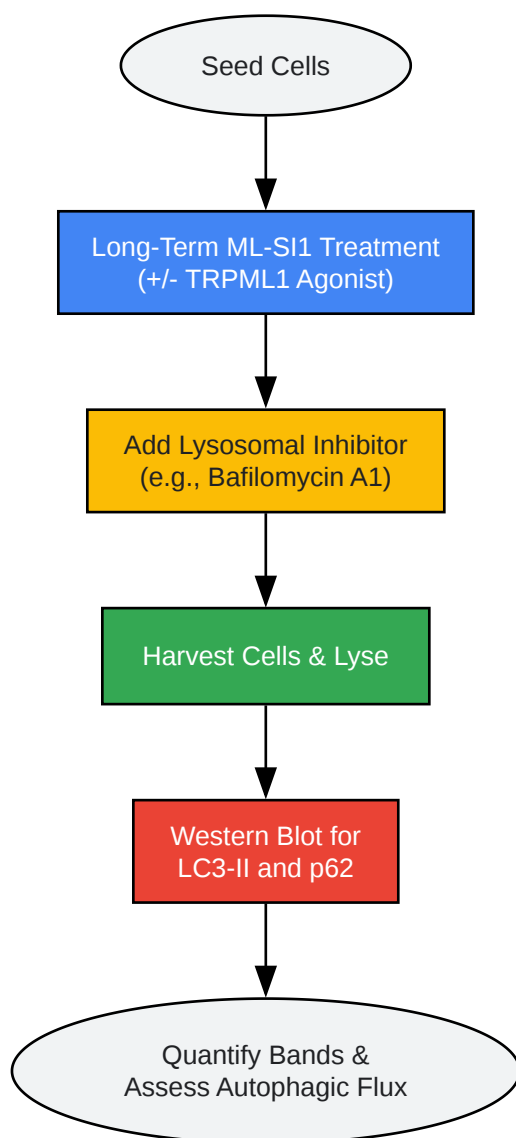 Seed Cells
Long-Term ML-SI1 Treatment
(+/- TRPML1 Agonist)
Add Lysosomal Inhibitor
(e.g., Bafilomycin A1)
Harvest Cells & Lyse
Western Blot for
LC3-II and p62
Quantify Bands &
Assess Autophagic Flux